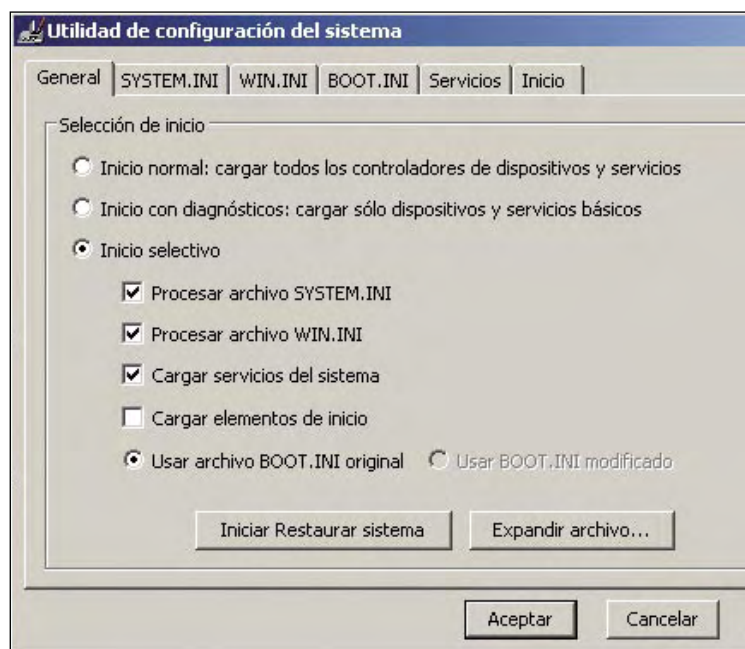 Utilidad de configuración del sistema
General SYSTEM.INI WIN.INI BOOT.INI Servicios Inicio
Selección de inicio
Inicio normal: cargar todos los controladores de dispositivos y servicios
Inicio con diagnósticos: cargar sólo dispositivos y servicios básicos
Inicio selectivo
Procesar archivo SYSTEM.INI
Procesar archivo WIN.INI
Cargar servicios del sistema
Cargar elementos de inicio
Usar archivo BOOT.INI original Usar BOOT.INI modificado
Iniciar Restaurar sistema Expandir archivo...
Aceptar Cancelar